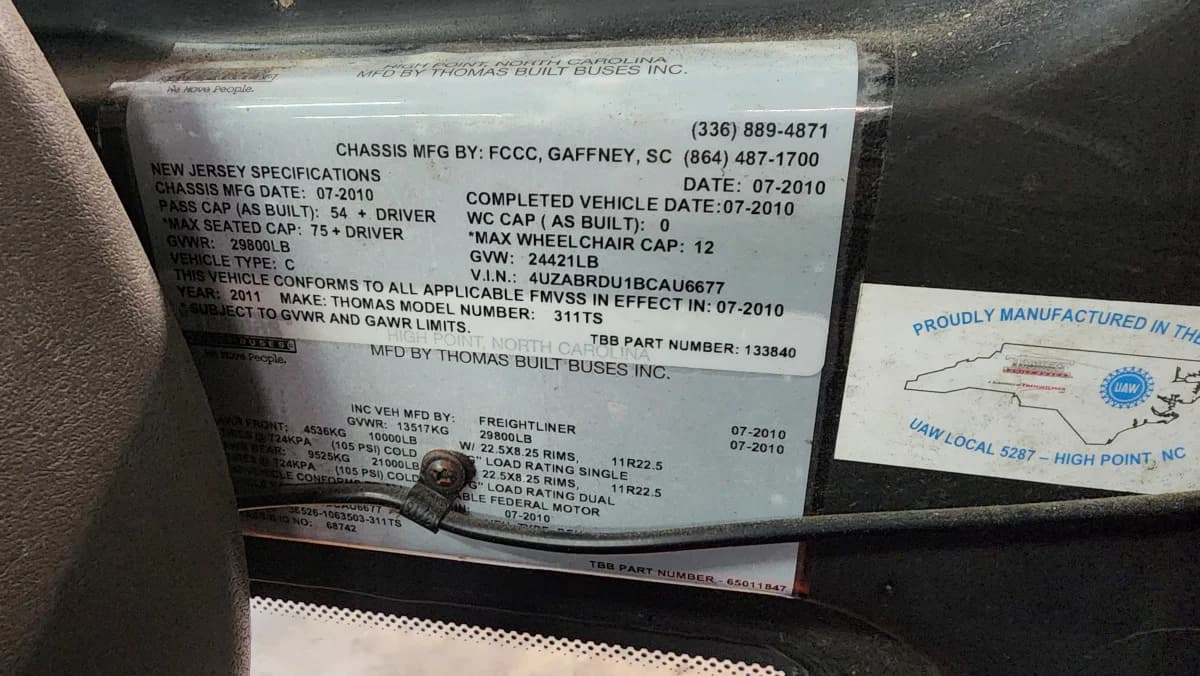 We Move People.
HIGH POINT, NORTH CAROLINA
MFD BY THOMAS BUILT BUSES INC.
(336) 889-4871
CHASSIS MFG BY: FCCC, GAFFNEY, SC (864) 487-1700
NEW JERSEY SPECIFICATIONS DATE: 07-2010
CHASSIS MFG DATE: 07-2010 COMPLETED VEHICLE DATE:07-2010
PASS CAP (AS BUILT): 54 + DRIVER WC CAP ( AS BUILT): 0
*MAX SEATED CAP: 75 + DRIVER *MAX WHEELCHAIR CAP: 12
GVWR: 29800LB GVW: 24421LB
VEHICLE TYPE: C V.I.N.: 4UZABRDU1BCAU6677
THIS VEHICLE CONFORMS TO ALL APPLICABLE FMVSS IN EFFECT IN: 07-2010
YEAR: 2011 MAKE: THOMAS MODEL NUMBER: 311TS
*SUBJECT TO GVWR AND GAWR LIMITS.
TBB PART NUMBER: 133840
BUSES
We Move People.
HIGH POINT, NORTH CAROLINA
MFD BY THOMAS BUILT BUSES INC.
INC VEH MFD BY: FREIGHTLINER 07-2010
GVWR: 13517KG 29800LB 07-2010
FRONT: 4536KG 10000LB W/ 22.5X8.25 RIMS, 11R22.5
@ 724KPA (105 PSI) COLD LOAD RATING SINGLE
REAR: 9525KG 21000LB 22.5X8.25 RIMS, 11R22.5
@ 724KPA (105 PSI) COLD LOAD RATING DUAL
FEDERAL MOTOR
07-2010
1063503-311TS
NO: 68742
TBB PART NUMBER - 65011847
PROUDLY MANUFACTURED IN THE
UAW
UAW LOCAL 5287 – HIGH POINT, NC